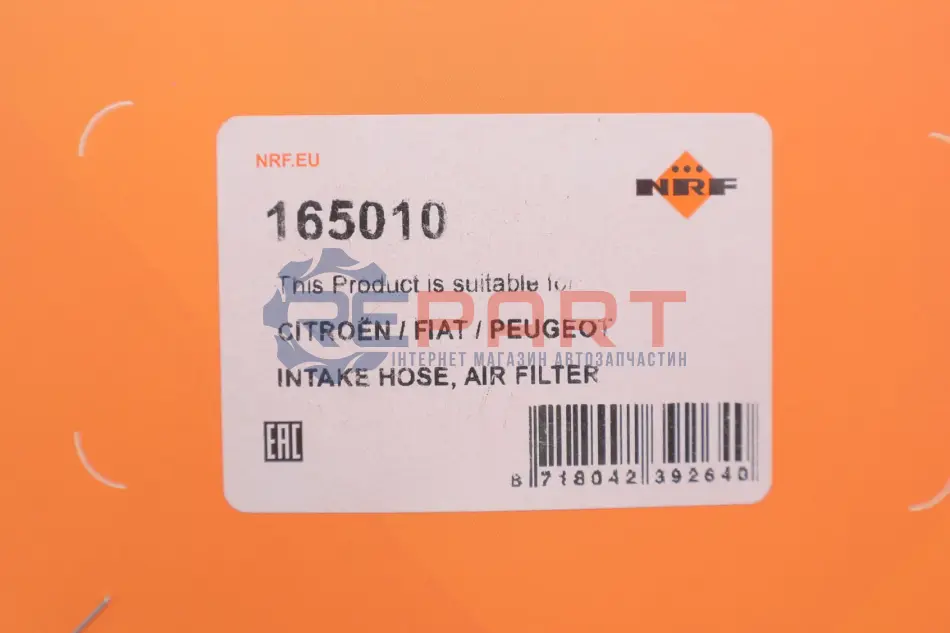 NRF.EU
NRF
165010
This Product is suitable for
REPART
CITROËN / FIAT / PEUGEOT
ІНТЕРНЕТ МАГАЗИН АВТОЗАПЧАСТИН
INTAKE HOSE, AIR FILTER
EAC
8 718042 392640